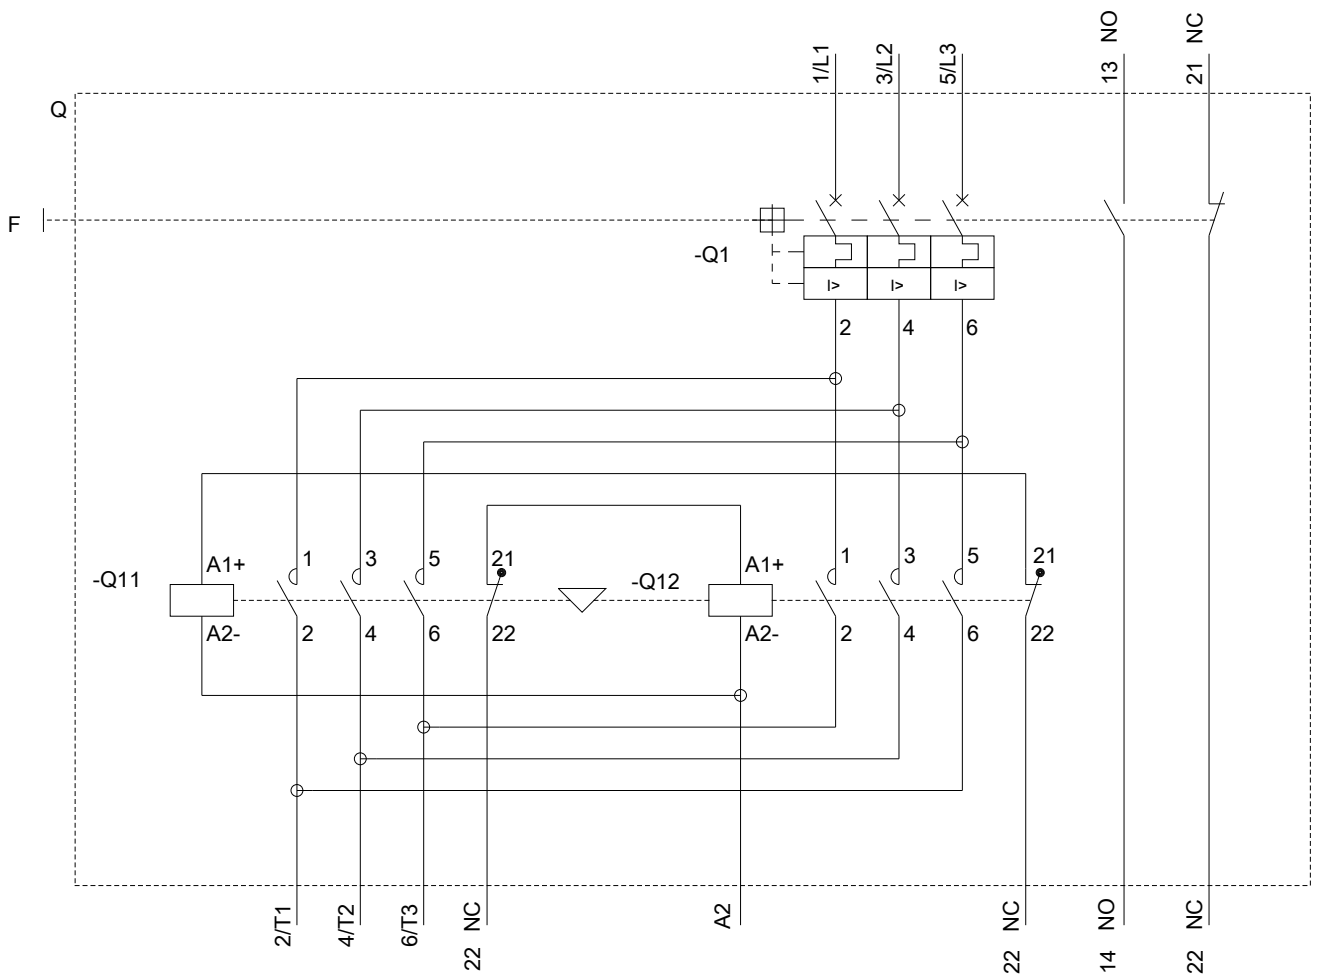 1/L1 3/L2 5/L3 13 NO 21 NC
Q
F
-Q1
I> I> I>
2 4 6
-Q11 A1+ 1 3 5 21 -Q12 A1+ 1 3 5 21
A2- 2 4 6 22 A2- 2 4 6 22
2/T1 4/T2 6/T3 22 NC A2 22 NC 14 NO 22 NC